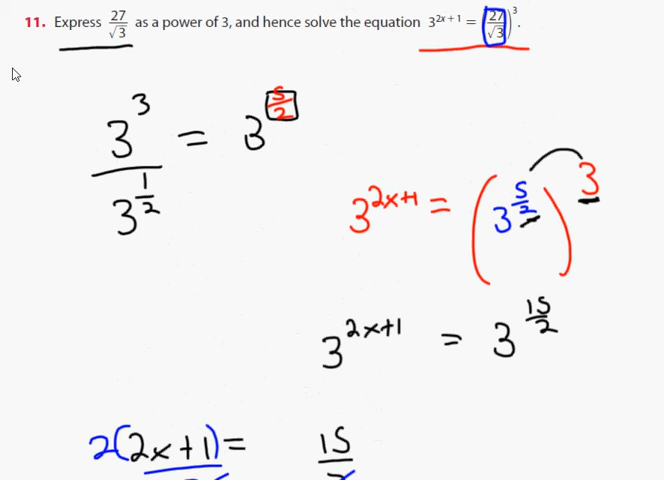 11. Express 27/√3 as a power of 3, and hence solve the equation 3^(2x+1) = (27/√3)^3.
3^3 / 3^(1/2) = 3^(5/2)
3^(2x+1) = (3^(5/2))^3
3^(2x+1) = 3^(15/2)
2(2x+1) = 15/2